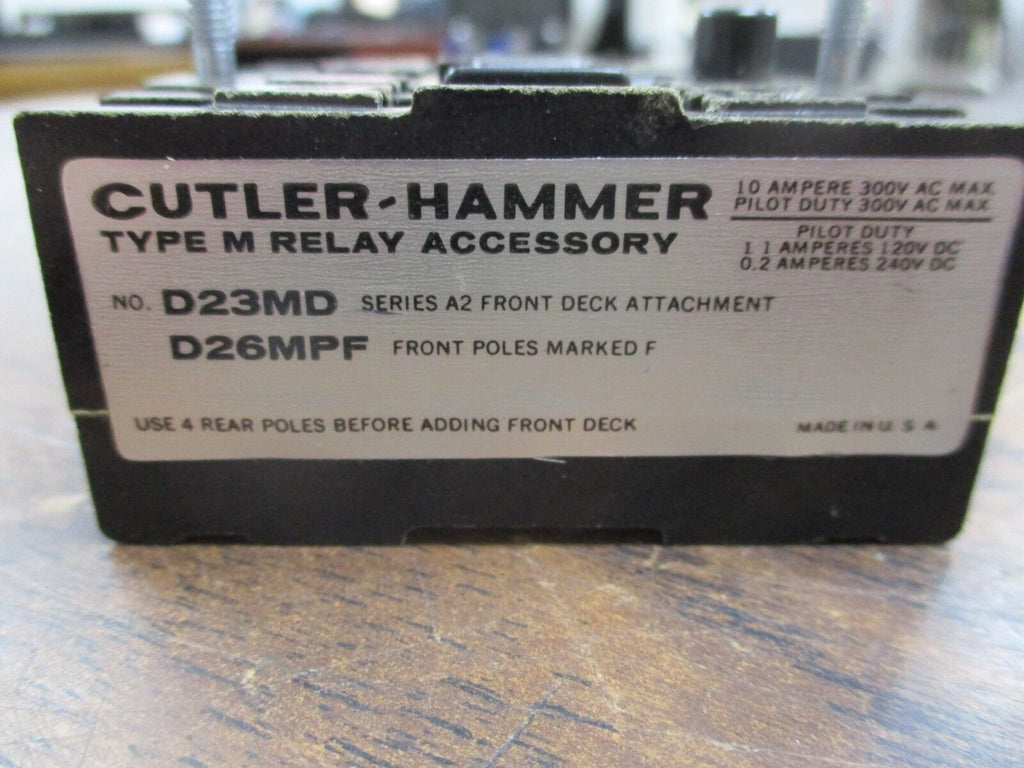 CUTLER-HAMMER
TYPE M RELAY ACCESSORY
10 AMPERE 300V AC MAX
PILOT DUTY 300V AC MAX
PILOT DUTY
1 1 AMPERES 120V DC
0.2 AMPERES 240V DC
NO. D23MD SERIES A2 FRONT DECK ATTACHMENT
D26MPF FRONT POLES MARKED F
USE 4 REAR POLES BEFORE ADDING FRONT DECK
MADE IN U. S A.